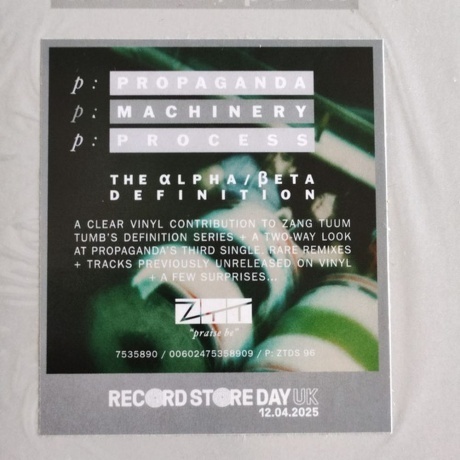 p: PROPAGANDA
p: MACHINERY
p: PROCESS
THE αLPHA/βETA
DEFINITION
A CLEAR VINYL CONTRIBUTION TO ZANG TUUM
TUMB'S DEFINITION SERIES + A TWO-WAY LOOK
AT PROPAGANDA'S THIRD SINGLE. RARE REMIXES
+ TRACKS PREVIOUSLY UNRELEASED ON VINYL
+ A FEW SURPRISES...
ZTT
"praise be"
7535890 / 00602475358909 / P: ZTDS 96
RECORD STORE DAY UK
12.04.2025